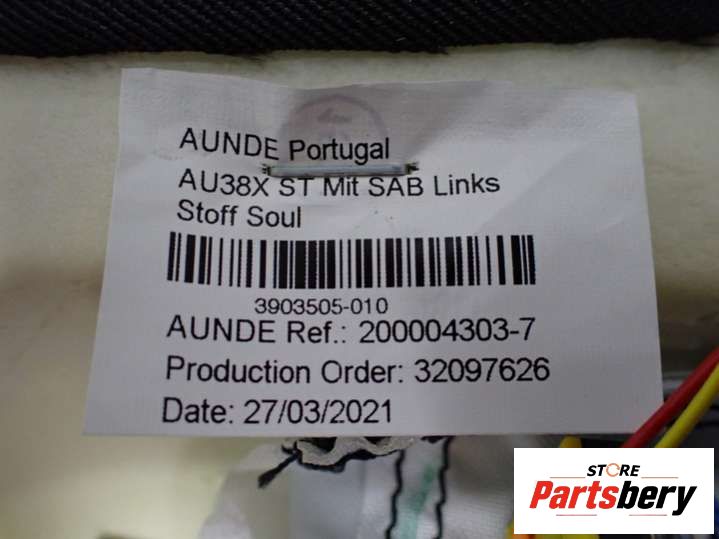 AUNDE Portugal
AU38X ST Mit SAB Links
Stoff Soul
3903505-010
AUNDE Ref.: 200004303-7
Production Order: 32097626
Date: 27/03/2021
STORE
Partsbery